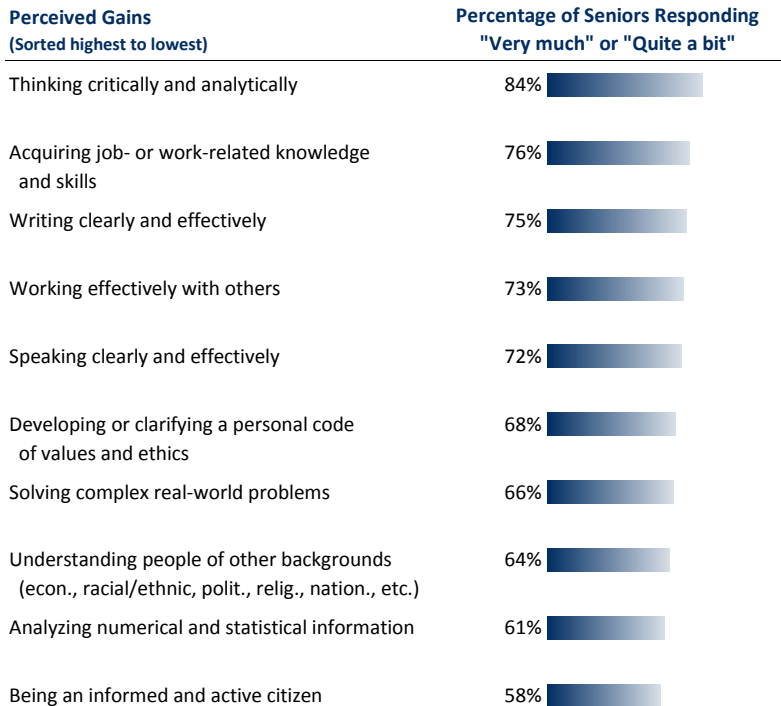 Perceived Gains
(Sorted highest to lowest)
Percentage of Seniors Responding
"Very much" or "Quite a bit"
Thinking critically and analytically 84%
Acquiring job- or work-related knowledge
and skills
76%
Writing clearly and effectively 75%
Working effectively with others 73%
Speaking clearly and effectively 72%
Developing or clarifying a personal code
of values and ethics
68%
Solving complex real-world problems 66%
Understanding people of other backgrounds
(econ., racial/ethnic, polit., relig., nation., etc.)
64%
Analyzing numerical and statistical information 61%
Being an informed and active citizen 58%